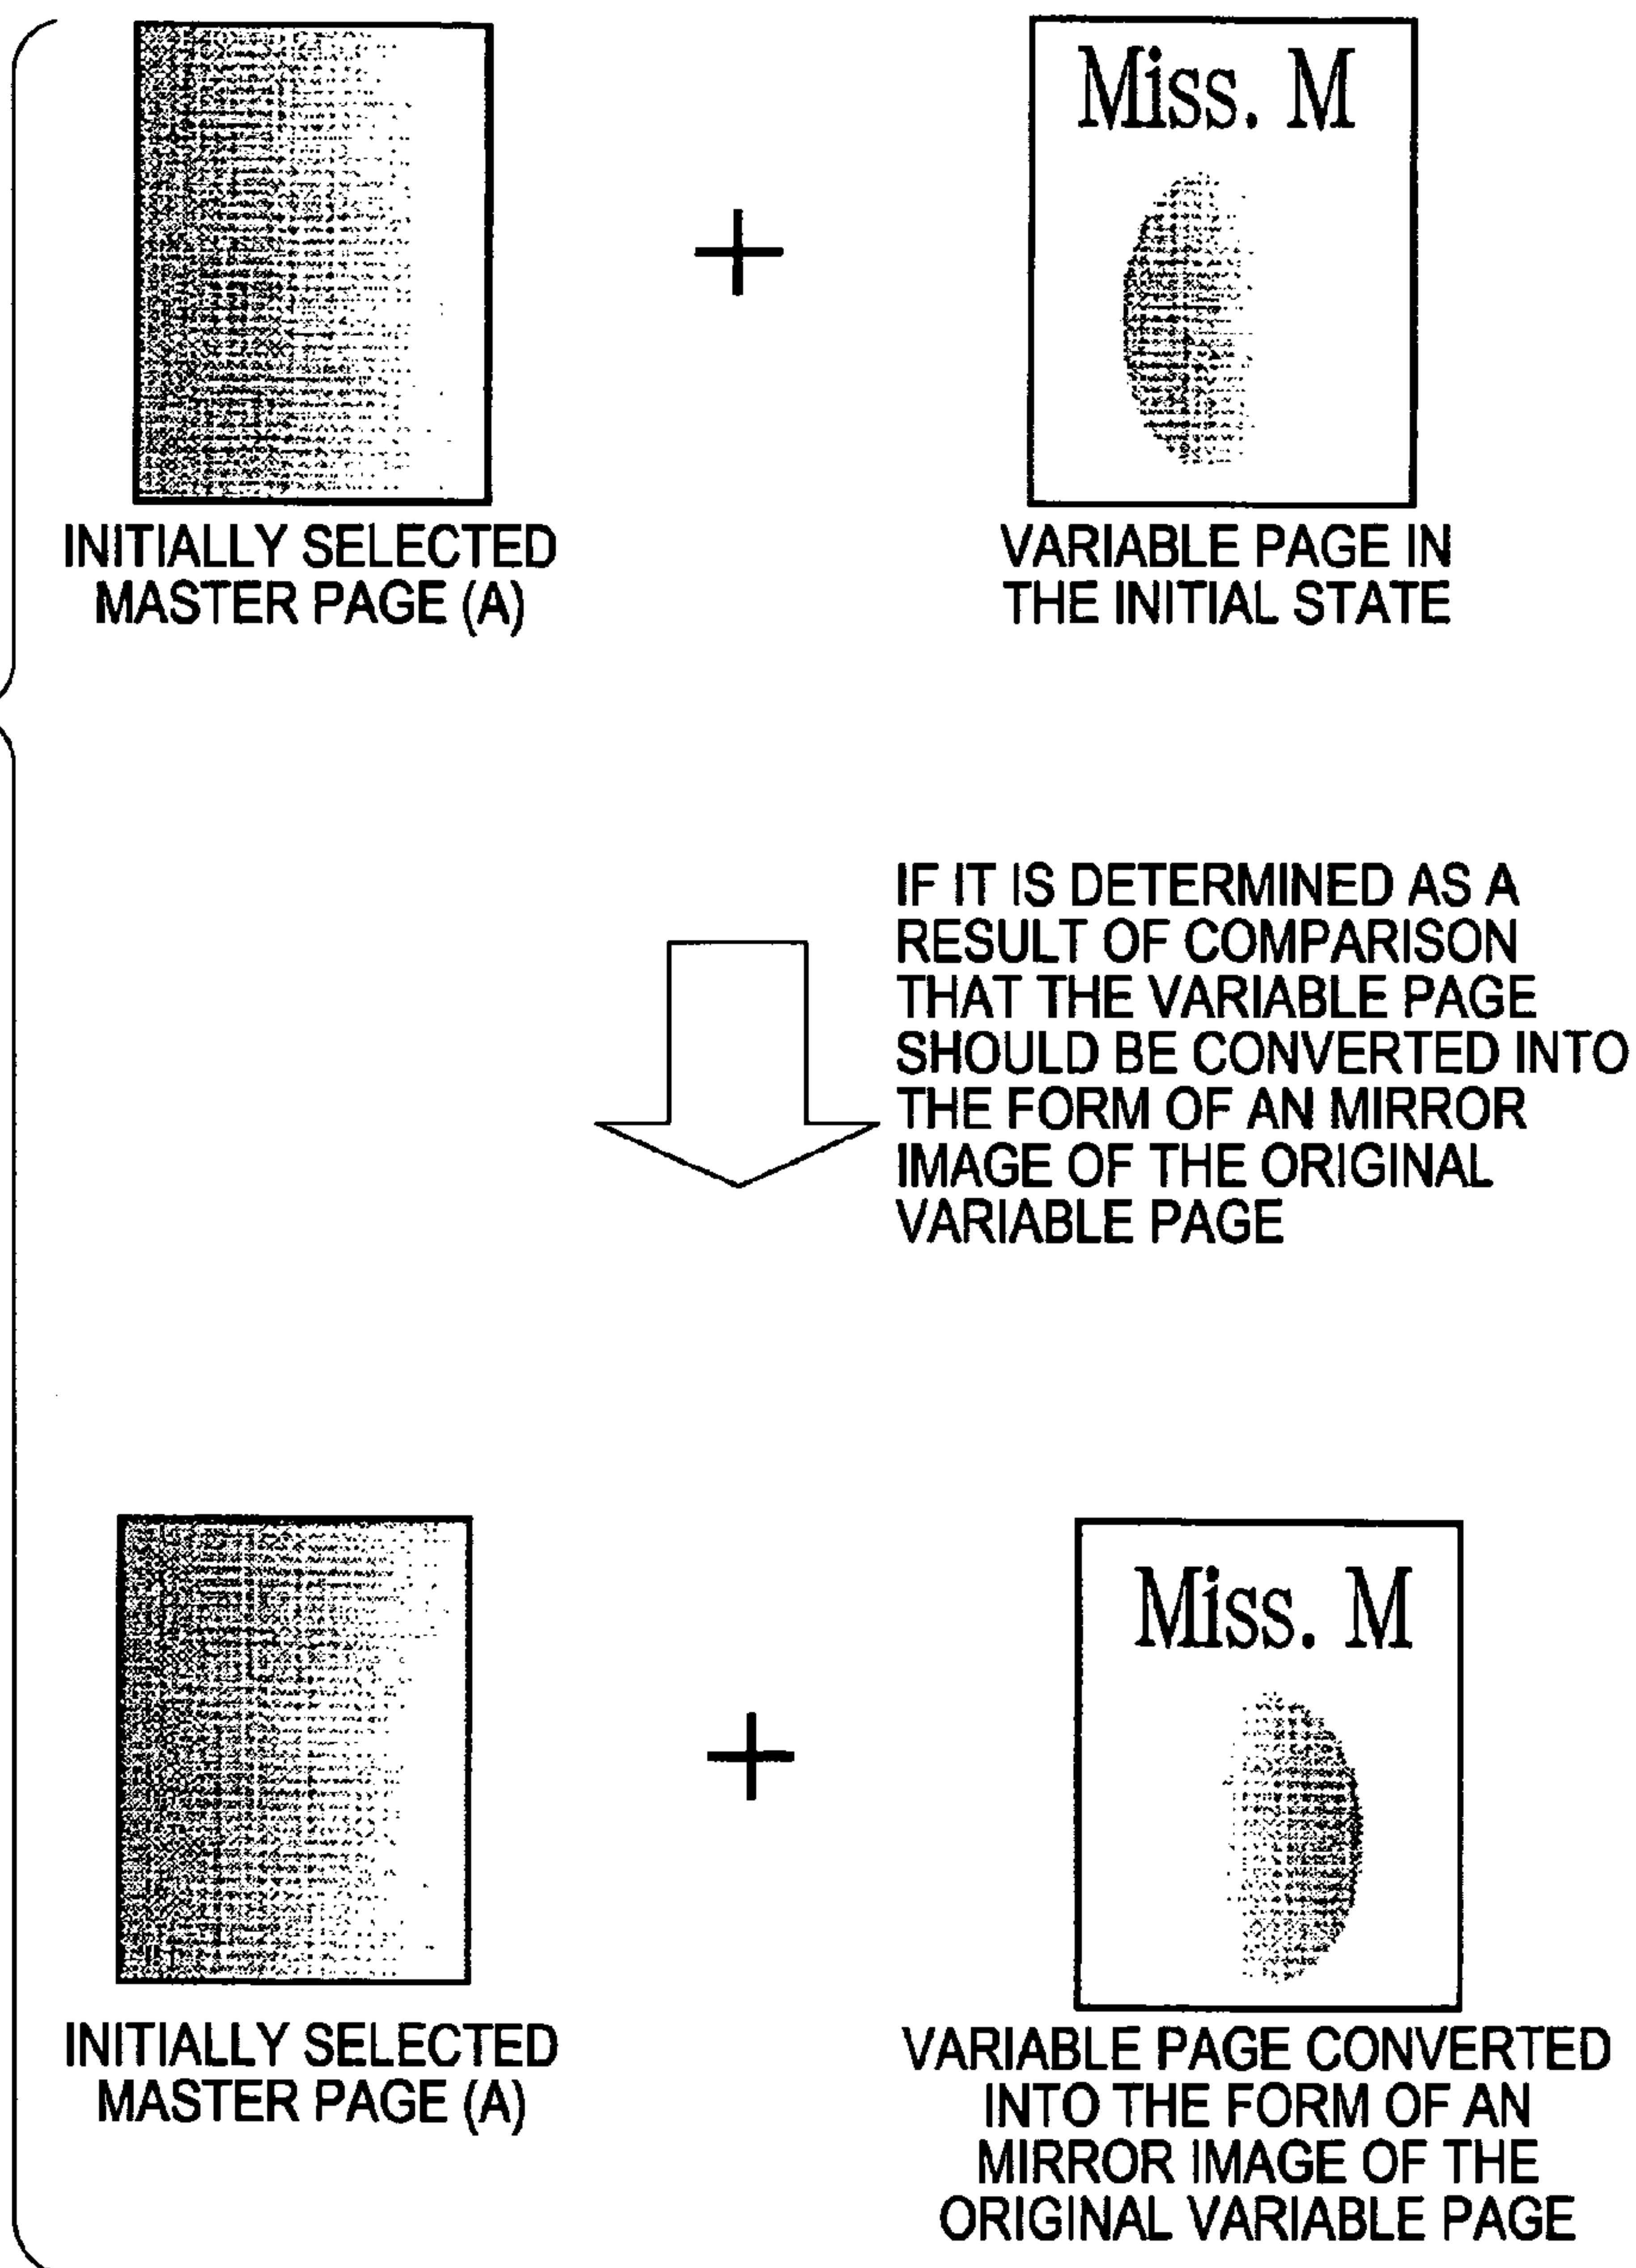 Miss. M
INITIALLY SELECTED
MASTER PAGE (A)
VARIABLE PAGE IN
THE INITIAL STATE
IF IT IS DETERMINED AS A
RESULT OF COMPARISON
THAT THE VARIABLE PAGE
SHOULD BE CONVERTED INTO
THE FORM OF AN MIRROR
IMAGE OF THE ORIGINAL
VARIABLE PAGE
Miss. M
INITIALLY SELECTED
MASTER PAGE (A)
VARIABLE PAGE CONVERTED
INTO THE FORM OF AN
MIRROR IMAGE OF THE
ORIGINAL VARIABLE PAGE